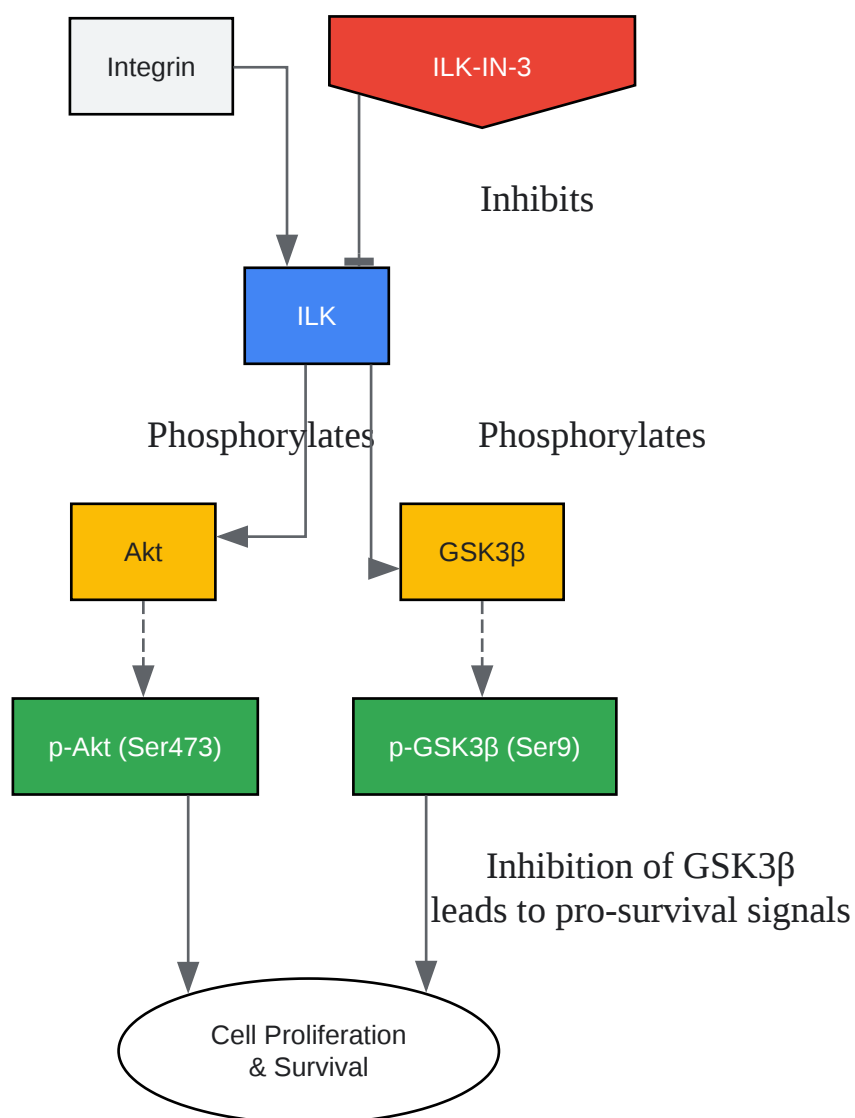 Integrin
ILK-IN-3
Inhibits
ILK
Phosphorylates
Phosphorylates
Akt
GSK3β
p-Akt (Ser473)
p-GSK3β (Ser9)
Inhibition of GSK3β
leads to pro-survival signals
Cell Proliferation
& Survival